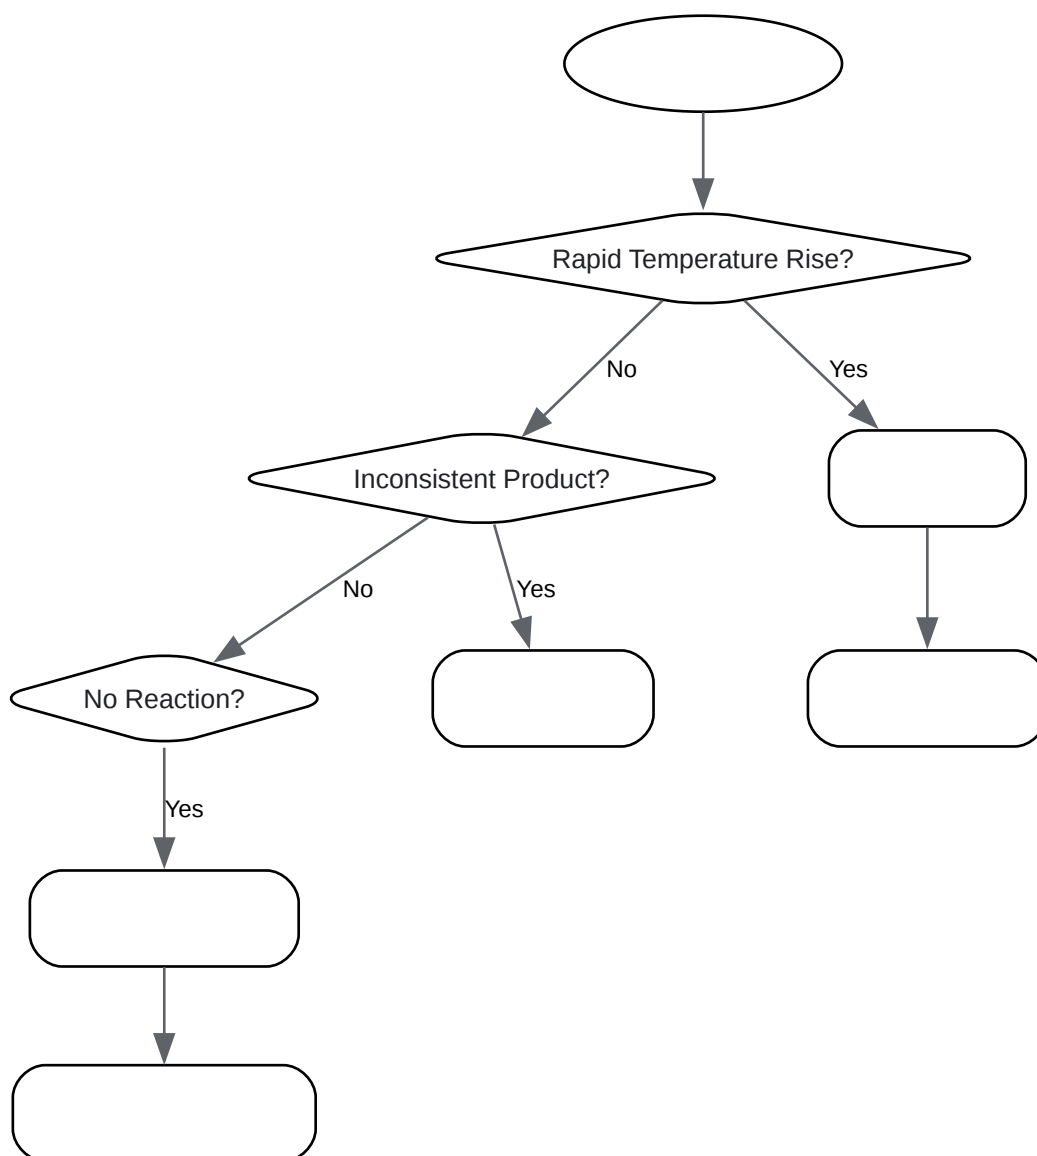 Rapid Temperature Rise?
No
Yes
Inconsistent Product?
No
Yes
No Reaction?
Yes